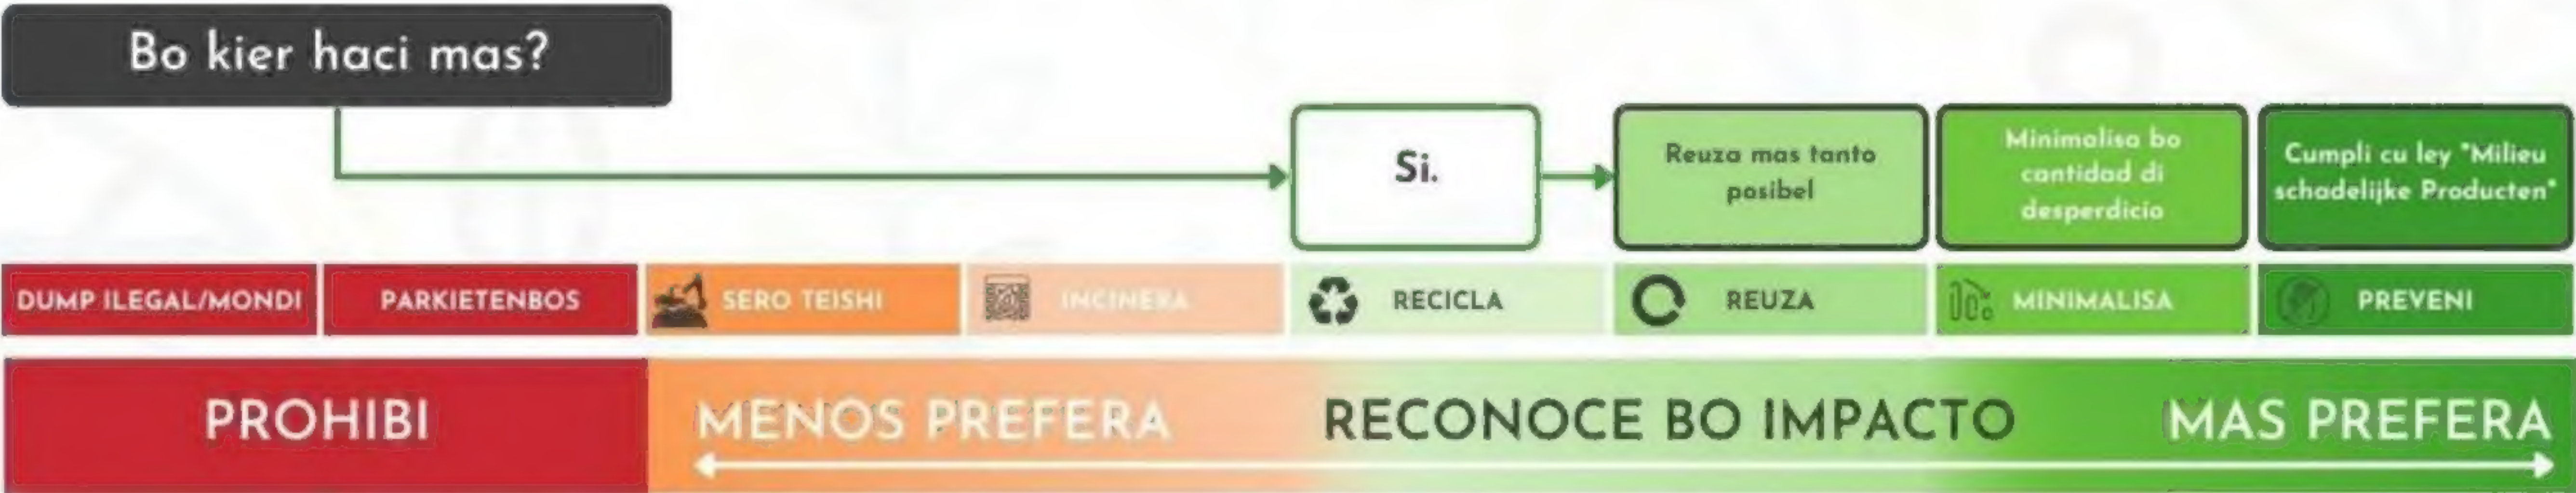 Bo kier haci mas?
Si.
Reuza mas tanto
posibel
Minimalisa bo
cantidad di
desperdicio
Cumpli cu ley "Milieu
schadelijke Producten"
DUMP ILEGAL/MONDI
PARKIETENBOS
SERO TEISHI
INCINERA
RECICLA
REUZA
MINIMALISA
PREVENI
PROHIBI
MENOS PREFERA
RECONOCE BO IMPACTO
MAS PREFERA